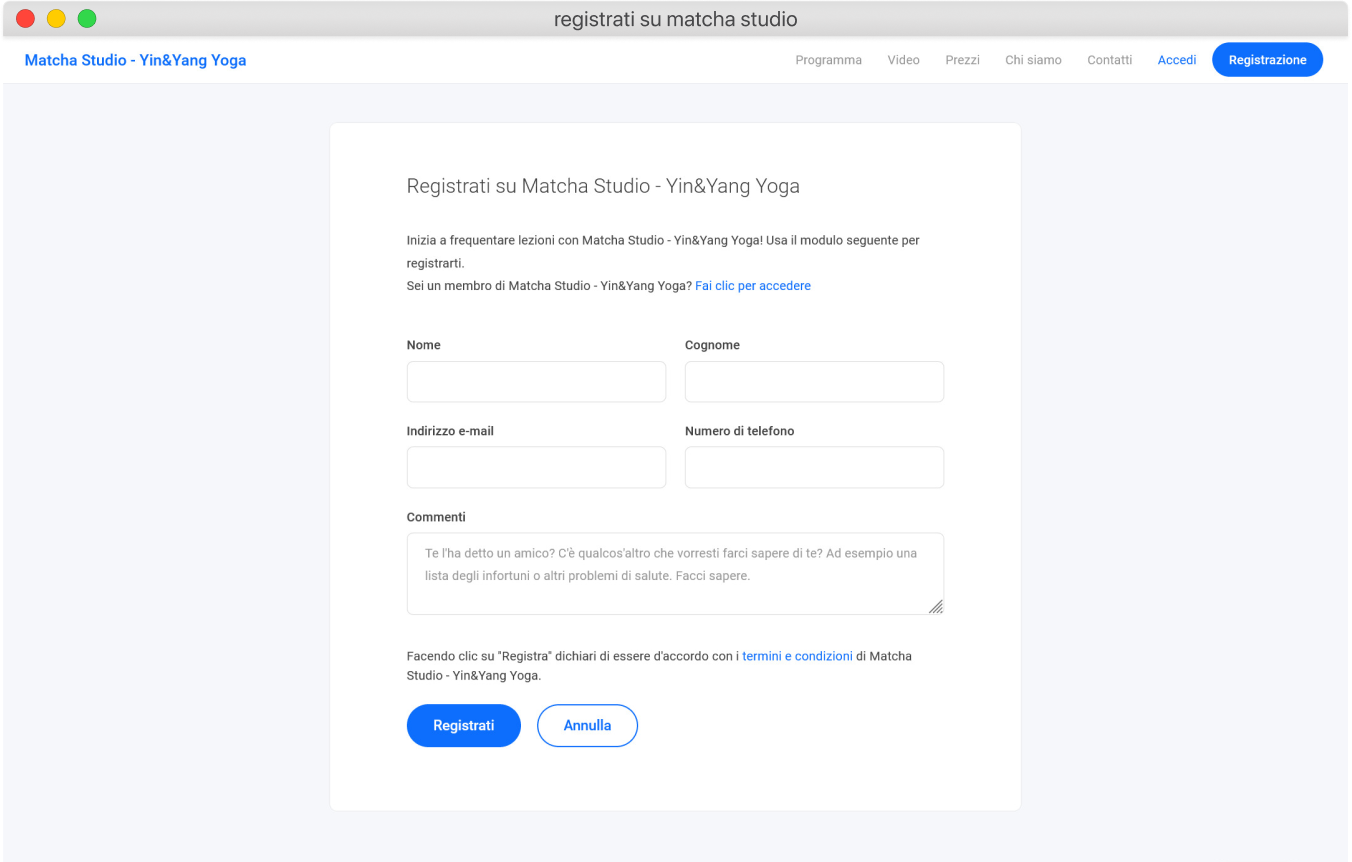 registrati su matcha studio
Matcha Studio - Yin&Yang Yoga
Programma Video Prezzi Chi siamo Contatti Accedi Registrazione
Registrati su Matcha Studio - Yin&Yang Yoga
Inizia a frequentare lezioni con Matcha Studio - Yin&Yang Yoga! Usa il modulo seguente per
registrarti.
Sei un membro di Matcha Studio - Yin&Yang Yoga? Fai clic per accedere
Nome Cognome
Indirizzo e-mail Numero di telefono
Commenti
Te l'ha detto un amico? C'è qualcos'altro che vorresti farci sapere di te? Ad esempio una
lista degli infortuni o altri problemi di salute. Facci sapere.
Facendo clic su "Registra" dichiari di essere d'accordo con i termini e condizioni di Matcha
Studio - Yin&Yang Yoga.
Registrati Annulla